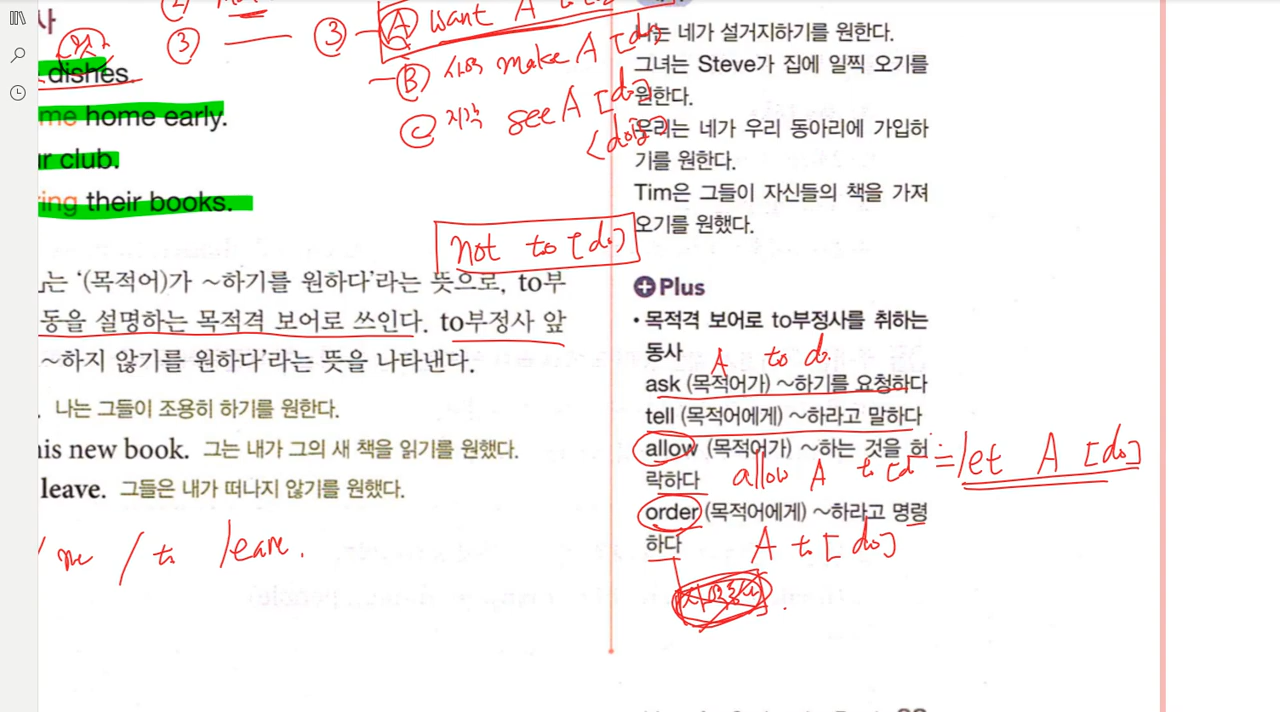 사
③ —— ③
Ⓐ want A to
Ⓑ 사역 make A [do]
Ⓒ 지각 see A [do]
dishes.
me home early.
ur club.
ring their books.
not to [do]
는 '(목적어)가 ~하기를 원하다'라는 뜻으로, to부
동을 설명하는 목적격 보어로 쓰인다. to부정사 앞
~하지 않기를 원하다'라는 뜻을 나타낸다.
. 나는 그들이 조용히 하기를 원한다.
his new book. 그는 내가 그의 새 책을 읽기를 원했다.
leave. 그들은 내가 떠나지 않기를 원했다.
/ me / to leave.
나는 네가 설거지하기를 원한다.
그녀는 Steve가 집에 일찍 오기를
원한다.
우리는 네가 우리 동아리에 가입하
기를 원한다.
Tim은 그들이 자신들의 책을 가져
오기를 원했다.
Plus
• 목적격 보어로 to부정사를 취하는
동사
A to do
ask (목적어가) ~하기를 요청하다
tell (목적어에게) ~하라고 말하다
allow (목적어가) ~하는 것을 허
락하다 allow A to [d = let A [do]
order (목적어에게) ~하라고 명령
하다 A to [do]
사역동사